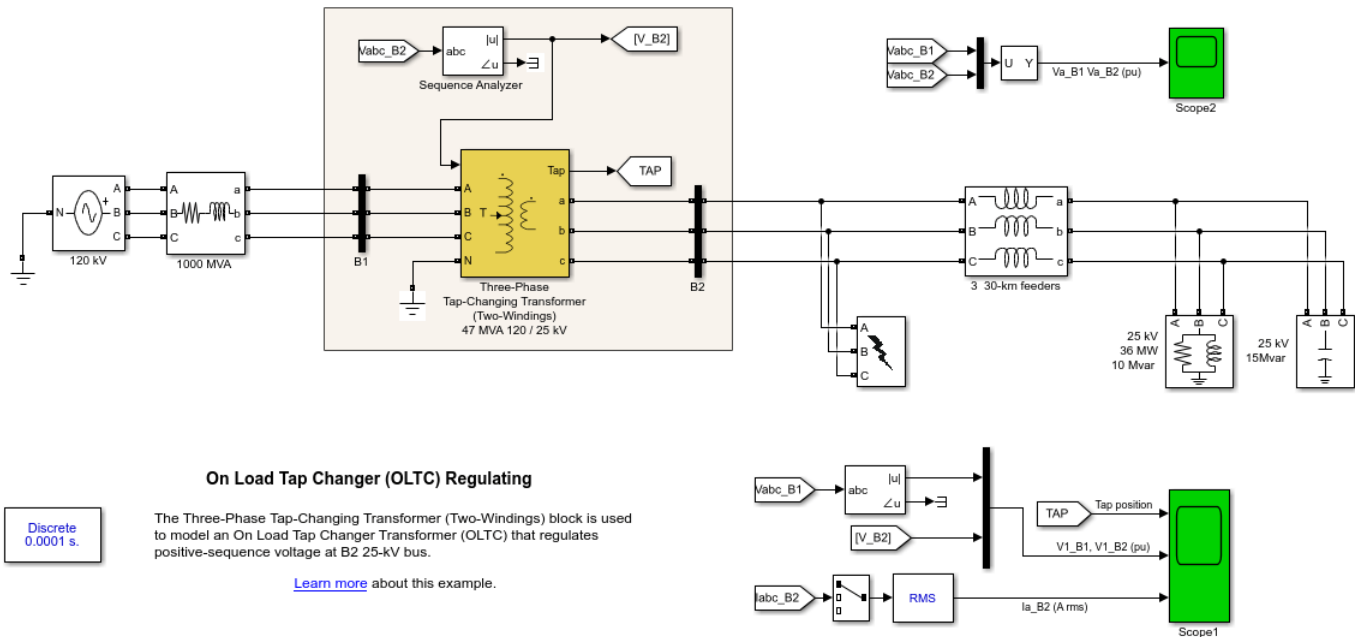 Vabc_B2
abc
|u|
∠u
[V_B2]
Sequence Analyzer
Vabc_B1
Vabc_B2
U Y
Va_B1 Va_B2 (pu)
Scope2
N
+
A
B
C
120 kV
A
B
C
a
b
c
1000 MVA
B1
A
B
C
N
T
Tap
a
b
c
TAP
Three-Phase
Tap-Changing Transformer
(Two-Windings)
47 MVA 120 / 25 kV
B2
A
B
C
A
B
C
a
b
c
3 30-km feeders
A B C
25 kV
36 MW
10 Mvar
A B C
25 kV
15Mvar
On Load Tap Changer (OLTC) Regulating
Discrete
0.0001 s.
The Three-Phase Tap-Changing Transformer (Two-Windings) block is used
to model an On Load Tap Changer Transformer (OLTC) that regulates
positive-sequence voltage at B2 25-kV bus.
Learn more about this example.
Vabc_B1
abc
|u|
∠u
[V_B2]
TAP
Tap position
V1_B1, V1_B2 (pu)
Iabc_B2
RMS
Ia_B2 (A rms)
Scope1